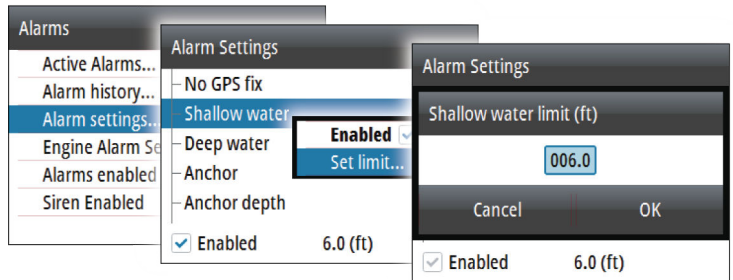 Alarms
Active Alarms...
Alarm history...
Alarm settings...
Engine Alarm Se
Alarms enabled
Siren Enabled
Alarm Settings
No GPS fix
Shallow water
Deep water
Anchor
Anchor depth
Enabled 6.0 (ft)
Enabled
Set limit...
Alarm Settings
Shallow water limit (ft)
006.0
Cancel OK
Enabled 6.0 (ft)